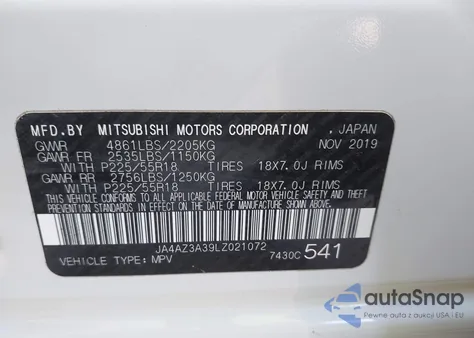 MFD.BY MITSUBISHI MOTORS CORPORATION , JAPAN
GVWR 4861LBS/2205KG NOV 2019
GAWR FR 2535LBS/1150KG
WITH P225/55R18 TIRES 18X7.0J RIMS
GAWR RR 2756LBS/1250KG
WITH P225/55R18 TIRES 18X7.0J RIMS
THIS VEHICLE CONFORMS TO ALL APPLICABLE FEDERAL MOTOR VEHICLE SAFETY AND THEFT
PREVENTION STANDARDS IN EFFECT ON THE DATE OF MANUFACTURE SHOWN ABOVE.
JA4AZ3A39LZ021072
VEHICLE TYPE: MPV 7430C 541
autaSnap
Pewne auta z USA i EU